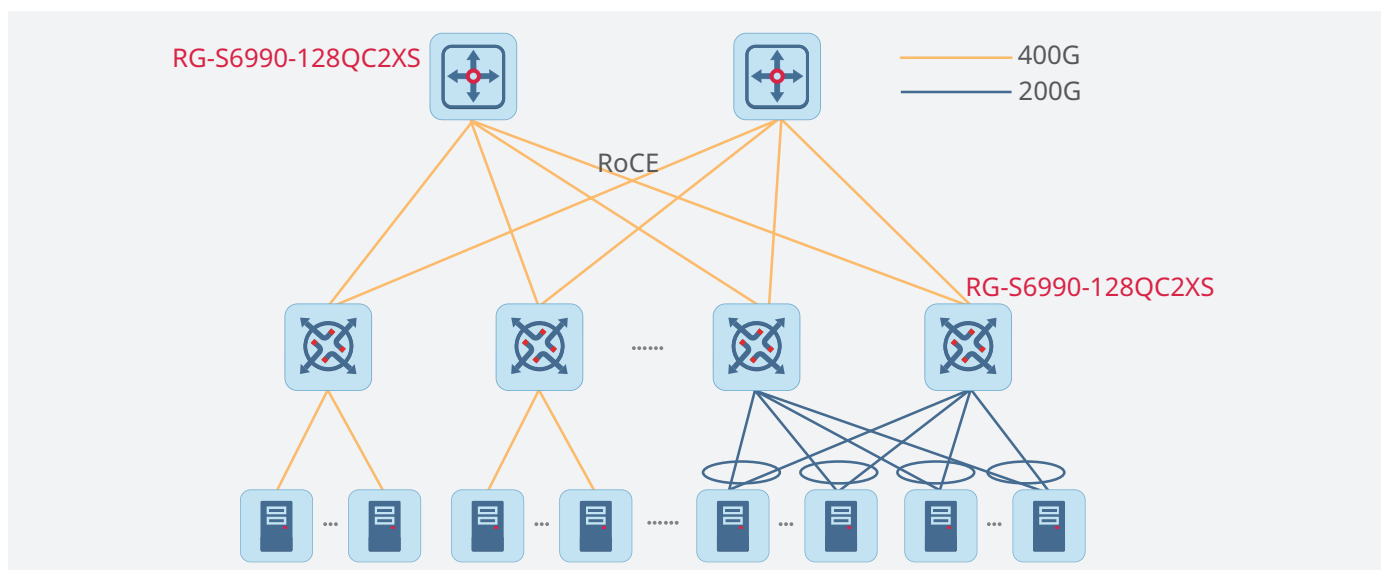 RG-S6990-128QC2XS
400G
200G
RoCE
RG-S6990-128QC2XS
......
... ... ...... ... ...